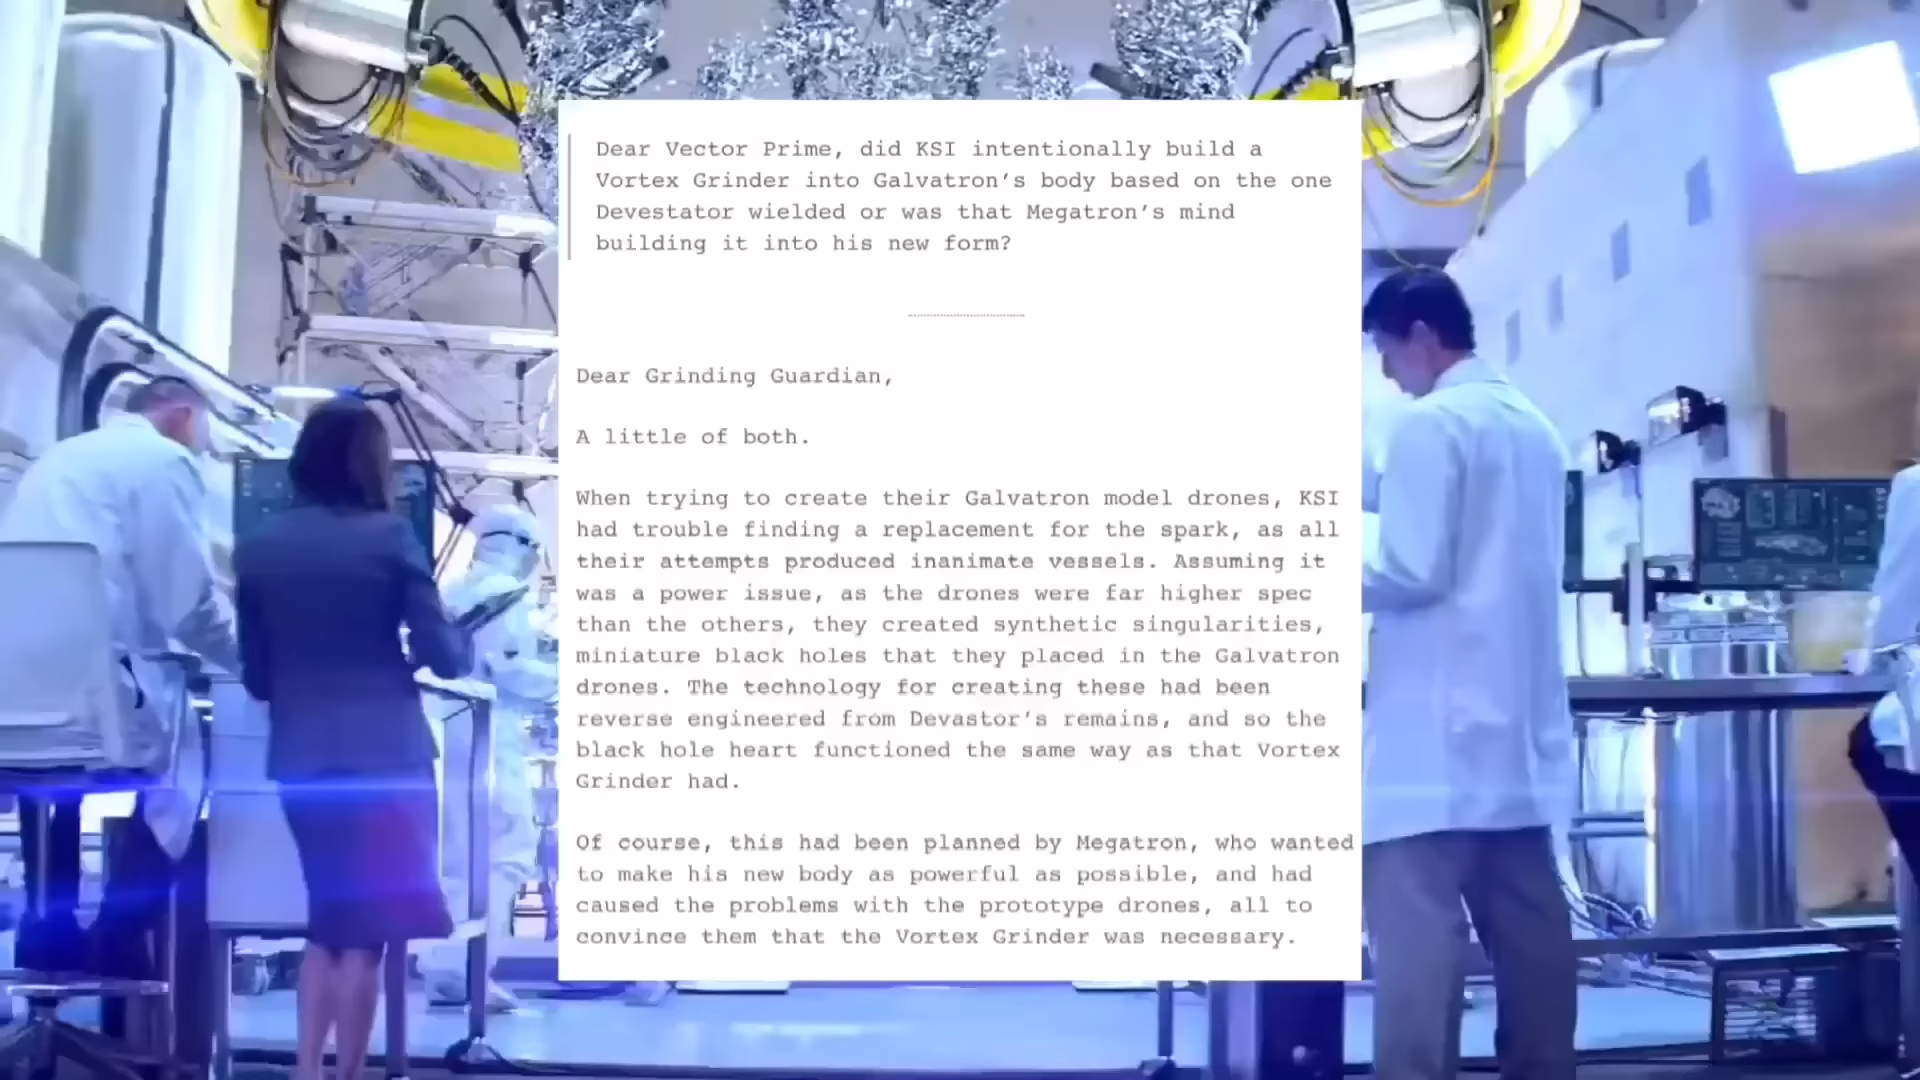 Dear Vector Prime, did KSI intentionally build a
Vortex Grinder into Galvatron's body based on the one
Devestator wielded or was that Megatron's mind
building it into his new form?
Dear Grinding Guardian,
A little of both.
When trying to create their Galvatron model drones, KSI
had trouble finding a replacement for the spark, as all
their attempts produced inanimate vessels. Assuming it
was a power issue, as the drones were far higher spec
than the others, they created synthetic singularities,
miniature black holes that they placed in the Galvatron
drones. The technology for creating these had been
reverse engineered from Devastor's remains, and so the
black hole heart functioned the same way as that Vortex
Grinder had.
Of course, this had been planned by Megatron, who wanted
to make his new body as powerful as possible, and had
caused the problems with the prototype drones, all to
convince them that the Vortex Grinder was necessary.